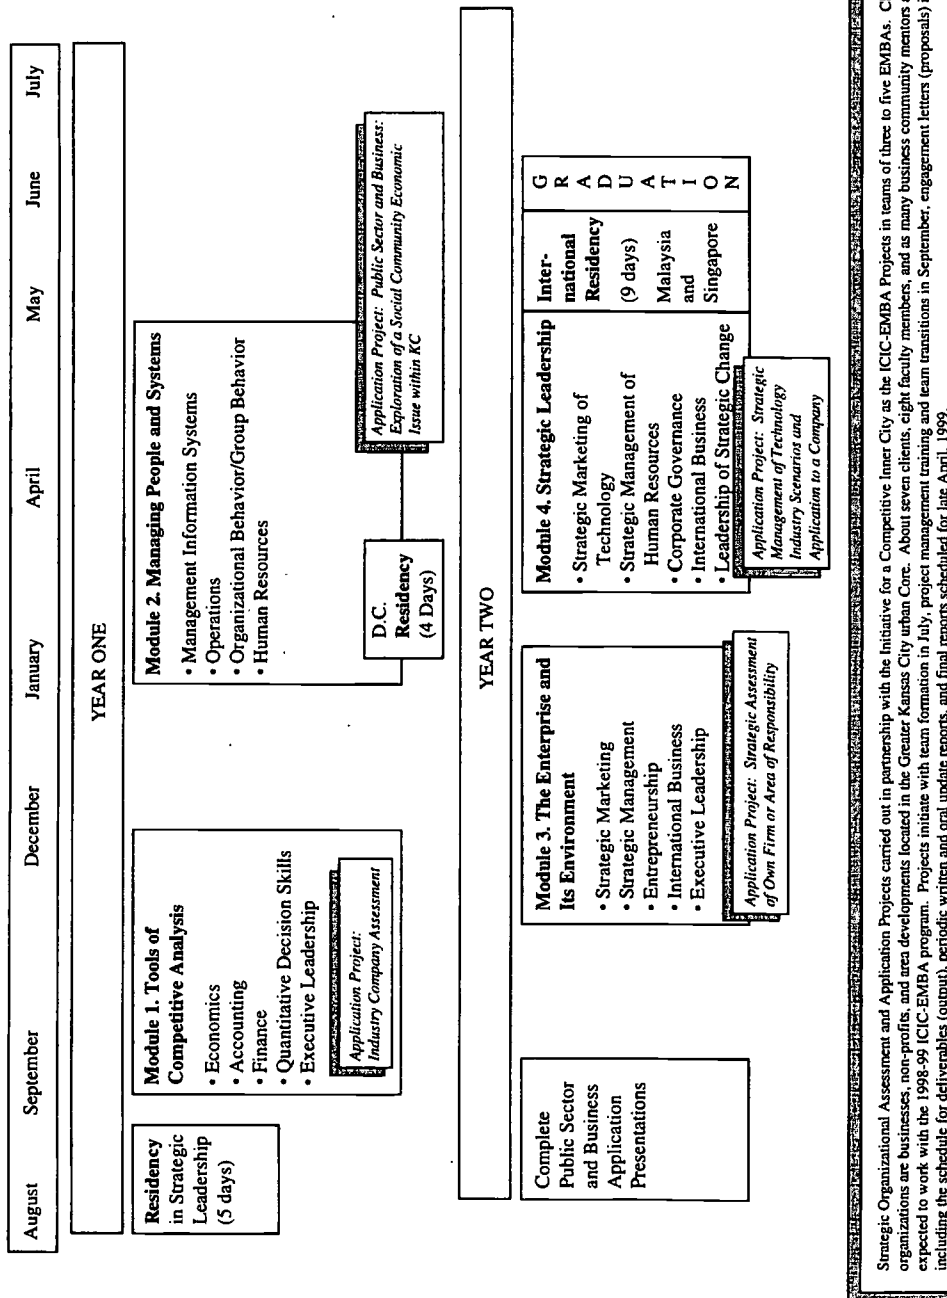 August September December January April May June July
YEAR ONE
Residency
in Strategic
Leadership
(5 days)
Module 1. Tools of
Competitive Analysis
• Economics
• Accounting
• Finance
• Quantitative Decision Skills
• Executive Leadership
Application Project:
Industry Company Assessment
Module 2. Managing People and Systems
• Management Information Systems
• Operations
• Organizational Behavior/Group Behavior
• Human Resources
D.C.
Residency
(4 Days)
Application Project: Public Sector and Business:
Exploration of a Social Community Economic
Issue within KC
YEAR TWO
Complete
Public Sector
and Business
Application
Presentations
Module 3. The Enterprise and
Its Environment
• Strategic Marketing
• Strategic Management
• Entrepreneurship
• International Business
• Executive Leadership
Application Project: Strategic Assessment
of Own Firm or Area of Responsibility
Module 4. Strategic Leadership
• Strategic Marketing of
Technology
• Strategic Management of
Human Resources
• Corporate Governance
• International Business
• Leadership of Strategic Change
Application Project: Strategic
Management of Technology
Industry Scenarios and
Application to a Company
Inter-
national
Residency
(9 days)
Malaysia
and
Singapore
G
R
A
D
U
A
T
I
O
N
Strategic Organizational Assessment and Application Projects carried out in partnership with the Initiative for a Competitive Inner City as the ICIC-EMBA Projects in teams of three to five EMBAs.
organizations are businesses, non-profits, and area developments located in the Greater Kansas City urban Core. About seven clients, eight faculty members, and as many business community mentors
expected to work with the 1998-99 ICIC-EMBA program. Projects initiate with team formation in July, project management training and team transitions in September, engagement letters (proposals)
including the schedule for deliverables (output), periodic written and oral update reports, and final reports scheduled for late April, 1999.